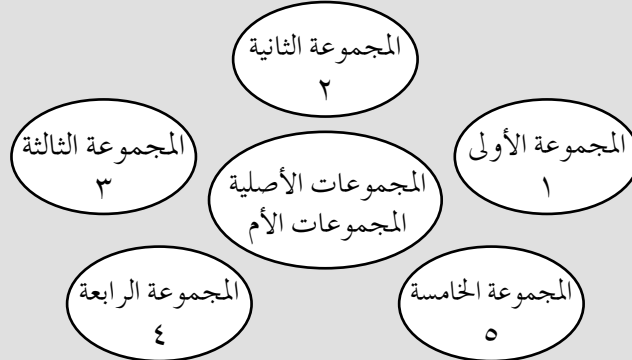 المجموعة الثانية
٢
المجموعة الأولى
١
المجموعة الثالثة
٣
المجموعات الأصلية
المجموعات الأم
المجموعة الخامسة
٥
المجموعة الرابعة
٤